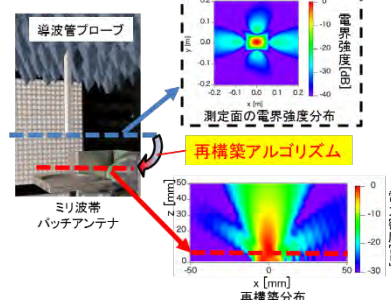 導波管プローブ
ミリ波帯
パッチアンテナ
0.2
0.1
0
-0.1
-0.2
y [m]
-0.2 -0.1 0.0 0.1 0.2
x [m]
0
-10
-20
-30
-40
電界強度 [dB]
測定面の電界強度分布
再構築アルゴリズム
z [mm]
50
40
30
20
10
0
-50 0 50
x [mm]
0
-10
-20
-30
再構築分布